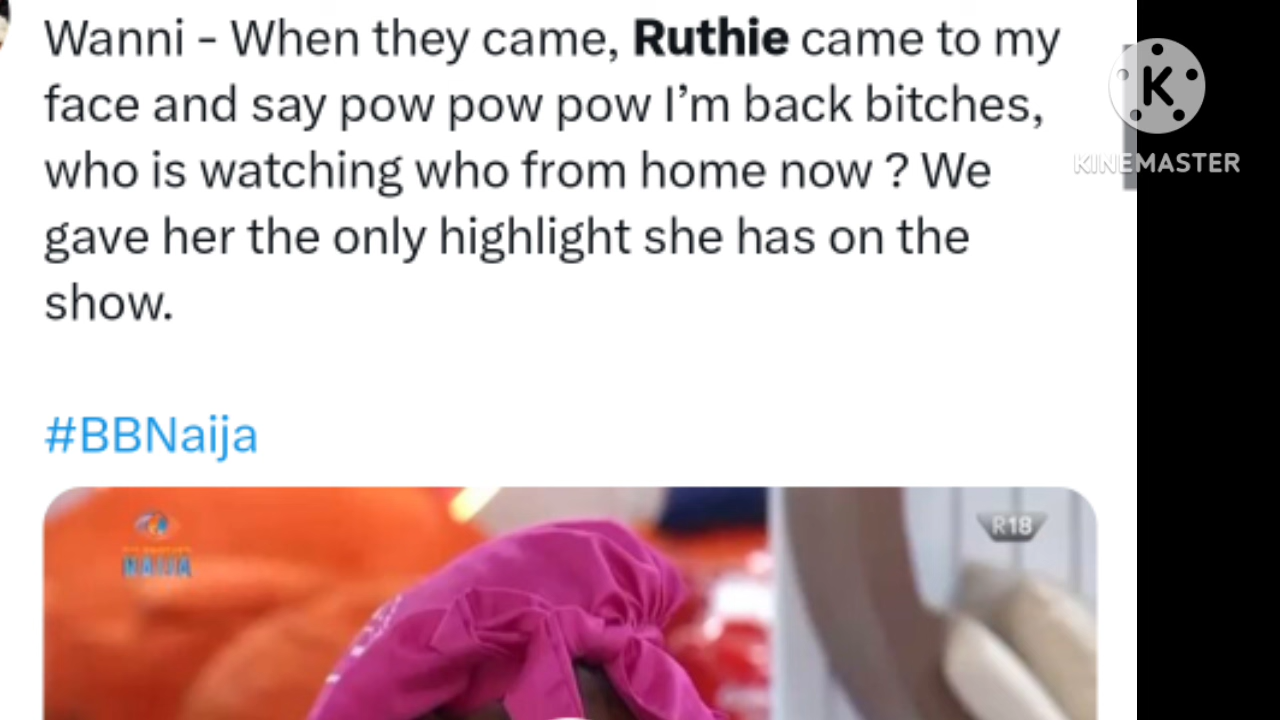 Wanni - When they came, Ruthie came to my
face and say pow pow pow I’m back bitches,
who is watching who from home now ? We
gave her the only highlight she has on the
show.
#BBNaija
K
KINEMASTER
R18
NAIJA